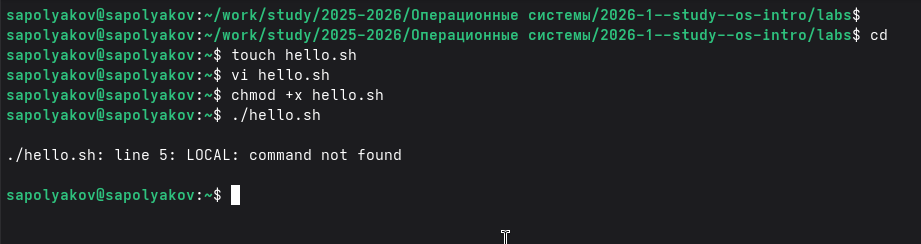 sapolyakov@sapolyakov:~/work/study/2025-2026/Операционные системы/2026-1--study--os-intro/labs$
sapolyakov@sapolyakov:~/work/study/2025-2026/Операционные системы/2026-1--study--os-intro/labs$ cd
sapolyakov@sapolyakov:~$ touch hello.sh
sapolyakov@sapolyakov:~$ vi hello.sh
sapolyakov@sapolyakov:~$ chmod +x hello.sh
sapolyakov@sapolyakov:~$ ./hello.sh
./hello.sh: line 5: LOCAL: command not found
sapolyakov@sapolyakov:~$